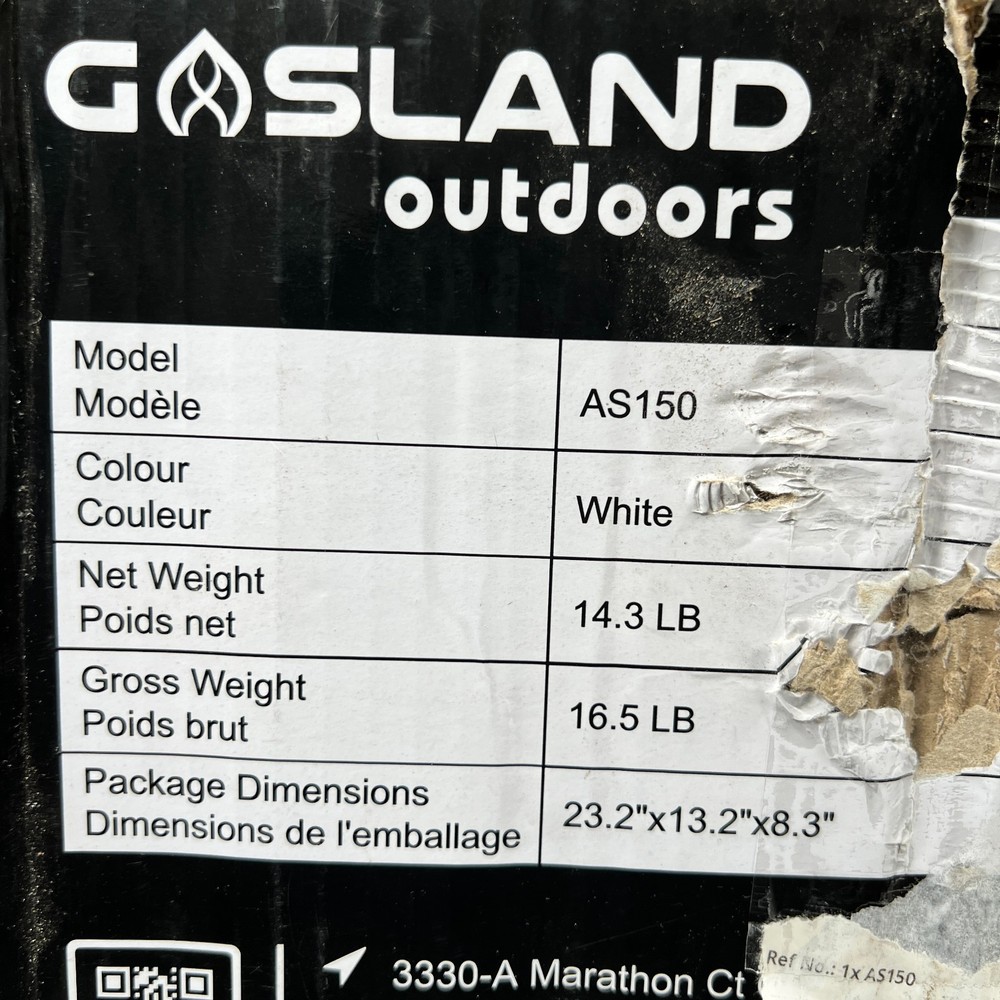 GASLAND
outdoors
Model
Modèle
AS150
Colour
Couleur
White
Net Weight
Poids net
14.3 LB
Gross Weight
Poids brut
16.5 LB
Package Dimensions
Dimensions de l'emballage
23.2"x13.2"x8.3"
3330-A Marathon Ct
Ref No.: 1x AS150